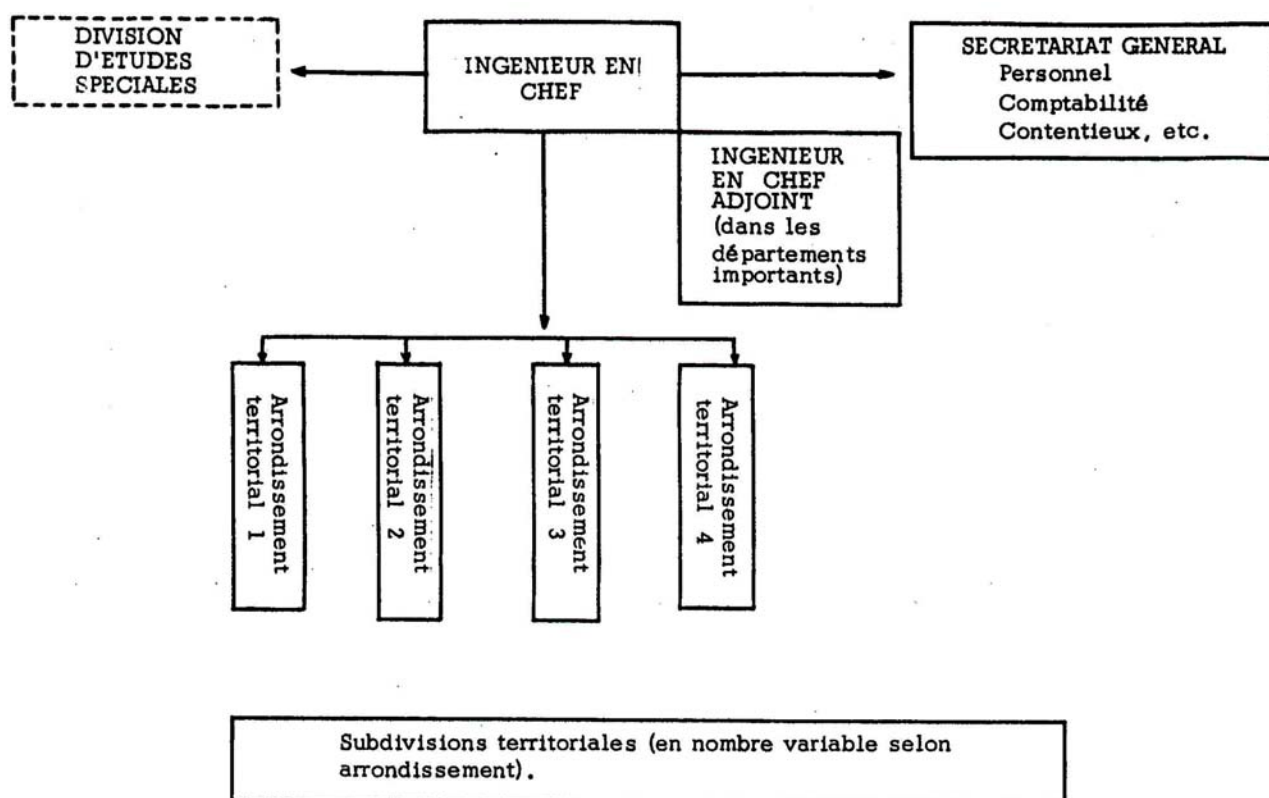 DIVISION
D'ETUDES
SPECIALES
INGENIEUR EN
CHEF
SECRETARIAT GENERAL
Personnel
Comptabilité
Contentieux, etc.
INGENIEUR
EN CHEF
ADJOINT
(dans les
départements
importants)
Arrondissement
territorial 1
Arrondissement
territorial 2
Arrondissement
territorial 3
Arrondissement
territorial 4
Subdivisions territoriales (en nombre variable selon
arrondissement).